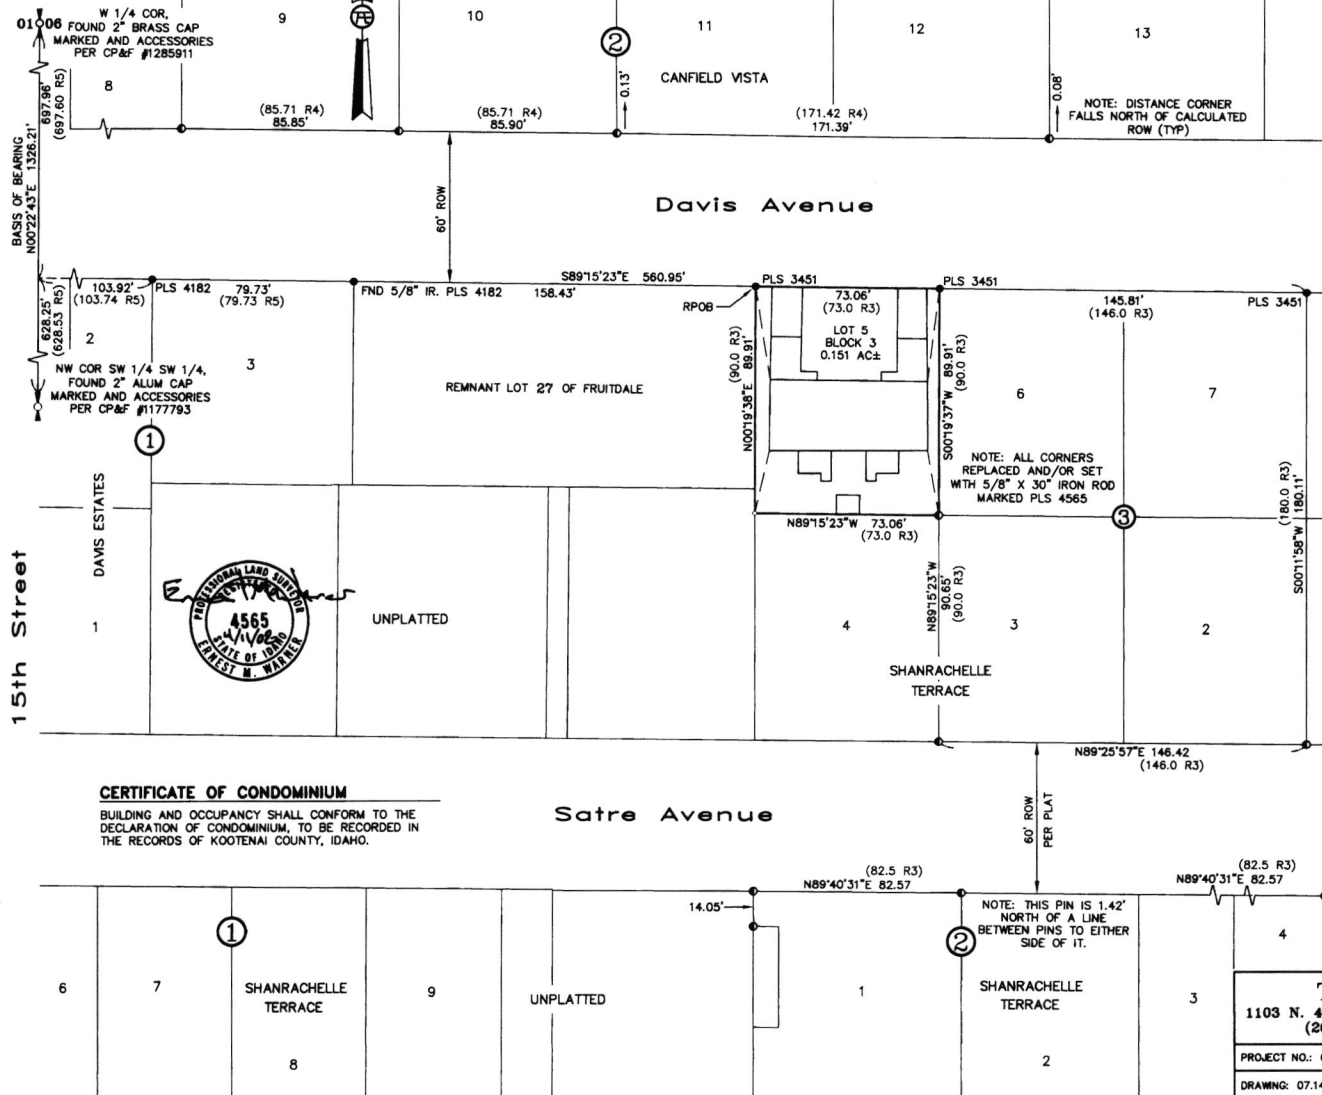 W 1/4 COR,
FOUND 2" BRASS CAP
MARKED AND ACCESSORIES
PER CP&F #1285911
01 06
8
9
10
11
12
13
2
CANFIELD VISTA
0.13'
0.08'
(85.71 R4)
85.85'
(85.71 R4)
85.90'
(171.42 R4)
171.39'
NOTE: DISTANCE CORNER
FALLS NORTH OF CALCULATED
ROW (TYP)
BASIS OF BEARING
N00°22'43"E 1326.21'
697.96'
(697.60 R5)
60' ROW
Davis Avenue
103.92'
(103.74 R5)
PLS 4182
79.73'
(79.73 R5)
FND 5/8" IR. PLS 4182
158.43'
S89°15'23"E 560.95'
PLS 3451
RPOB
73.06'
(73.0 R3)
PLS 3451
145.81'
(146.0 R3)
PLS 3451
628.25'
(628.53 R5)
2
3
LOT 5
BLOCK 3
0.151 AC±
(90.0 R3)
89.91'
N00°19'38"E
89.91'
(90.0 R3)
S00°19'37"W
NW COR SW 1/4 SW 1/4,
FOUND 2" ALUM CAP
MARKED AND ACCESSORIES
PER CP&F #1177793
REMNANT LOT 27 OF FRUITDALE
6
7
1
NOTE: ALL CORNERS
REPLACED AND/OR SET
WITH 5/8" X 30" IRON ROD
MARKED PLS 4565
3
(180.0 R3)
S00°11'58"W 180.11'
N89°15'23"W 73.06'
(73.0 R3)
DAVIS ESTATES
15th Street
1
PROFESSIONAL LAND SURVEYOR
REGISTERED
4565
STATE OF IDAHO
ERNEST M. WARNER
UNPLATTED
N89°15'23"W
90.65'
(90.0 R3)
4
3
2
SHANRACHELLE
TERRACE
N89°25'57"E 146.42
(146.0 R3)
CERTIFICATE OF CONDOMINIUM
BUILDING AND OCCUPANCY SHALL CONFORM TO THE
DECLARATION OF CONDOMINIUM, TO BE RECORDED IN
THE RECORDS OF KOOTENAI COUNTY, IDAHO.
Satre Avenue
60' ROW
PER PLAT
(82.5 R3)
N89°40'31"E 82.57
(82.5 R3)
N89°40'31"E 82.57
14.05'
NOTE: THIS PIN IS 1.42'
NORTH OF A LINE
BETWEEN PINS TO EITHER
SIDE OF IT.
1
2
4
6
7
SHANRACHELLE
TERRACE
8
9
UNPLATTED
1
SHANRACHELLE
TERRACE
2
3
1103 N. 4
(20
PROJECT NO.:
DRAWING: 07.14